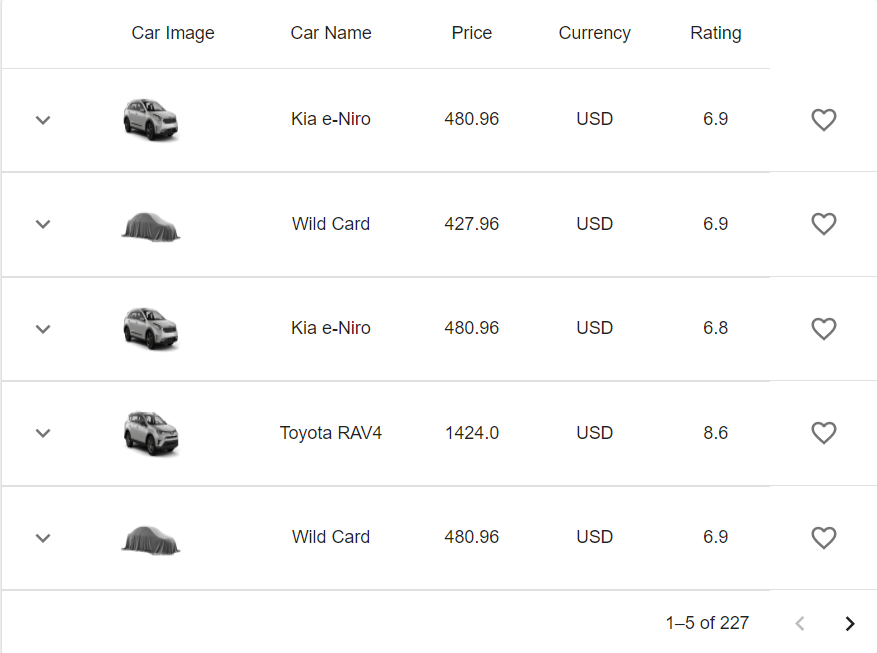 Car Image Car Name Price Currency Rating
Kia e-Niro 480.96 USD 6.9
Wild Card 427.96 USD 6.9
Kia e-Niro 480.96 USD 6.8
Toyota RAV4 1424.0 USD 8.6
Wild Card 480.96 USD 6.9
1–5 of 227